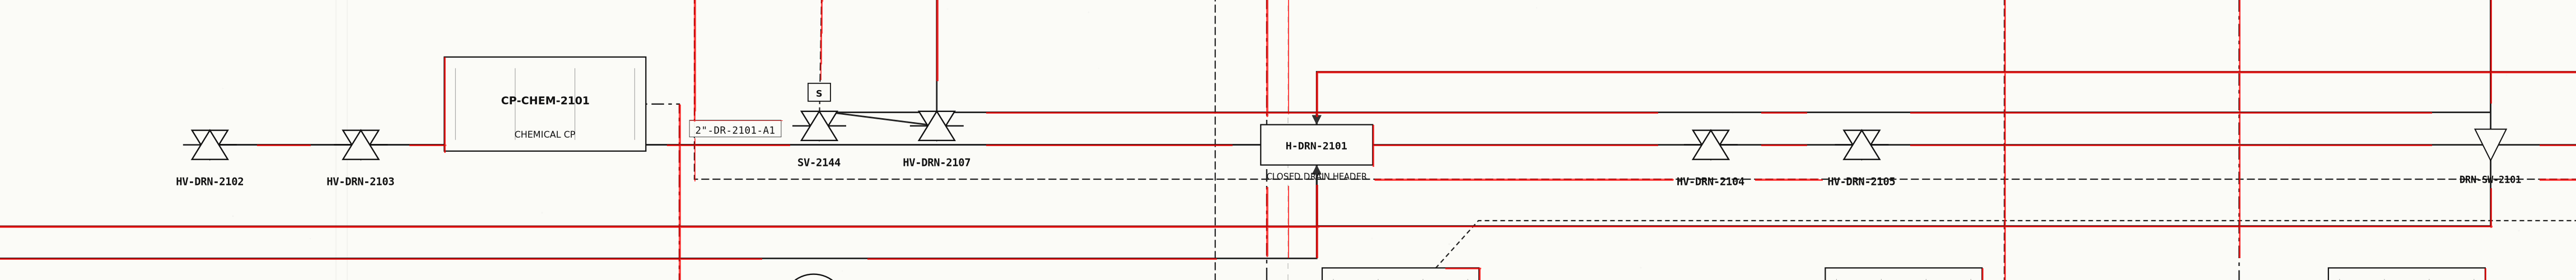 S
CP-CHEM-2101
CHEMICAL CP
2"-DR-2101-A1
H-DRN-2101
SV-2144
HV-DRN-2107
CLOSED DRAIN HEADER
HV-DRN-2102
HV-DRN-2103
HV-DRN-2104
HV-DRN-2105
DRN-SW-2101